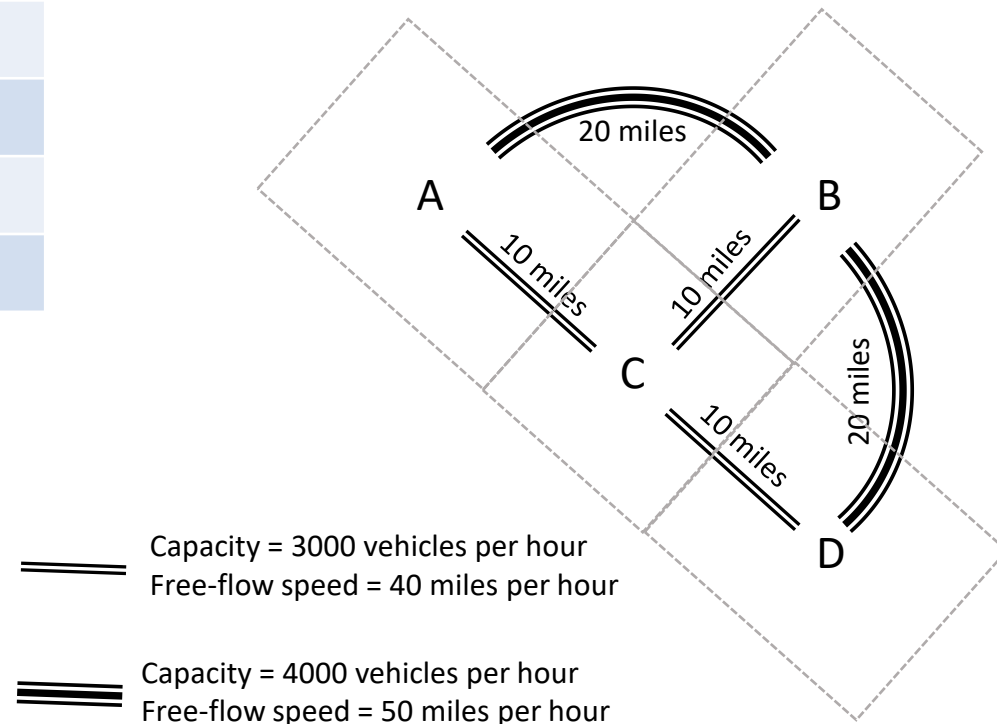 20 miles
A
B
10 miles
10 miles
C
20 miles
10 miles
D
Capacity = 3000 vehicles per hour
Free-flow speed = 40 miles per hour
Capacity = 4000 vehicles per hour
Free-flow speed = 50 miles per hour